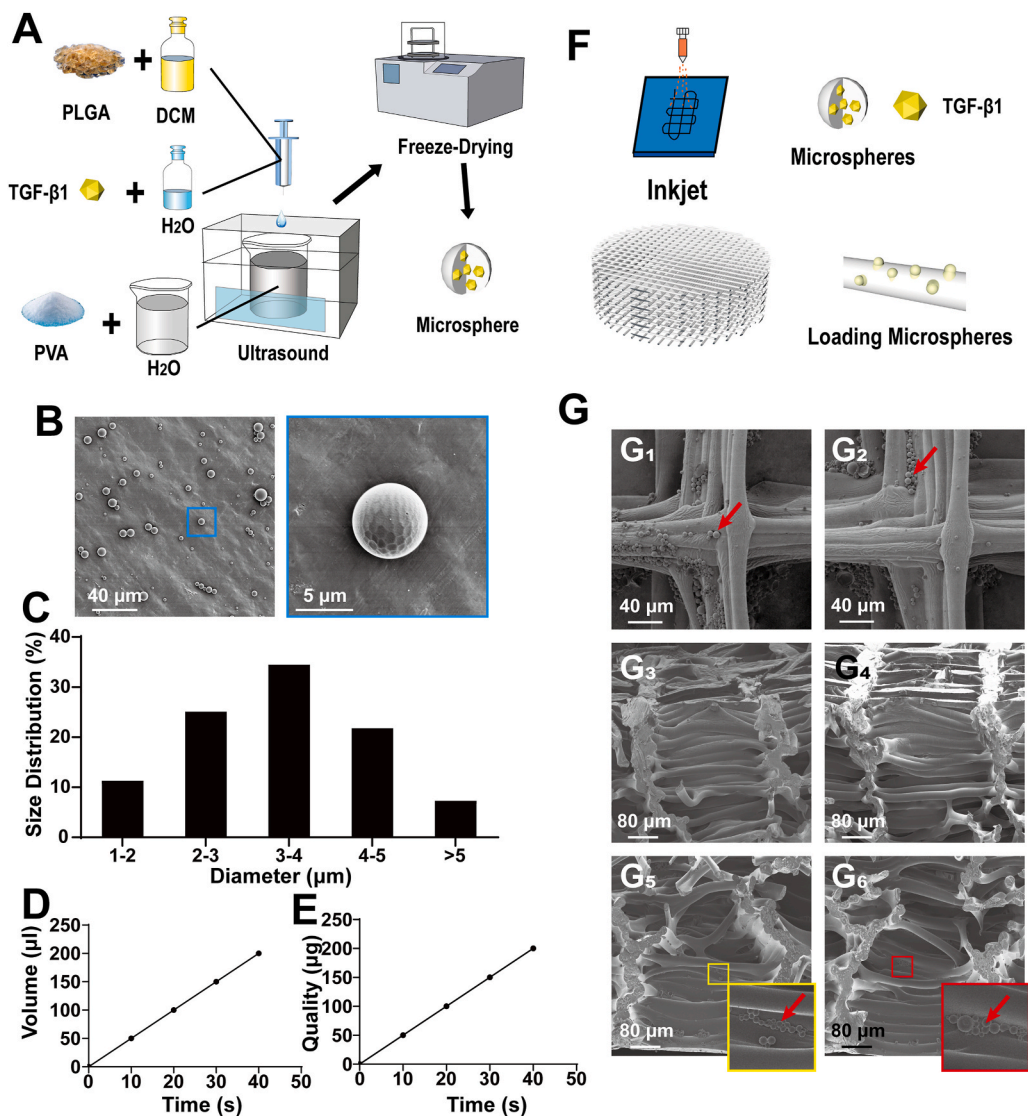 A
PLGA
+
DCM
TGF-β1
+
H2O
PVA
+
H2O
Ultrasound
Freeze-Drying
Microsphere
F
Inkjet
TGF-β1
Microspheres
Loading Microspheres
B
40 µm
5 µm
C
Size Distribution (%)
40
30
20
10
0
1-2
2-3
3-4
4-5
>5
Diameter (µm)
D
Volume (µl)
250
200
150
100
50
0
0
10
20
30
40
50
Time (s)
E
Quality (µg)
250
200
150
100
50
0
0
10
20
30
40
50
Time (s)
G
G1
40 µm
G2
40 µm
G3
80 µm
G4
80 µm
G5
80 µm
G6
80 µm